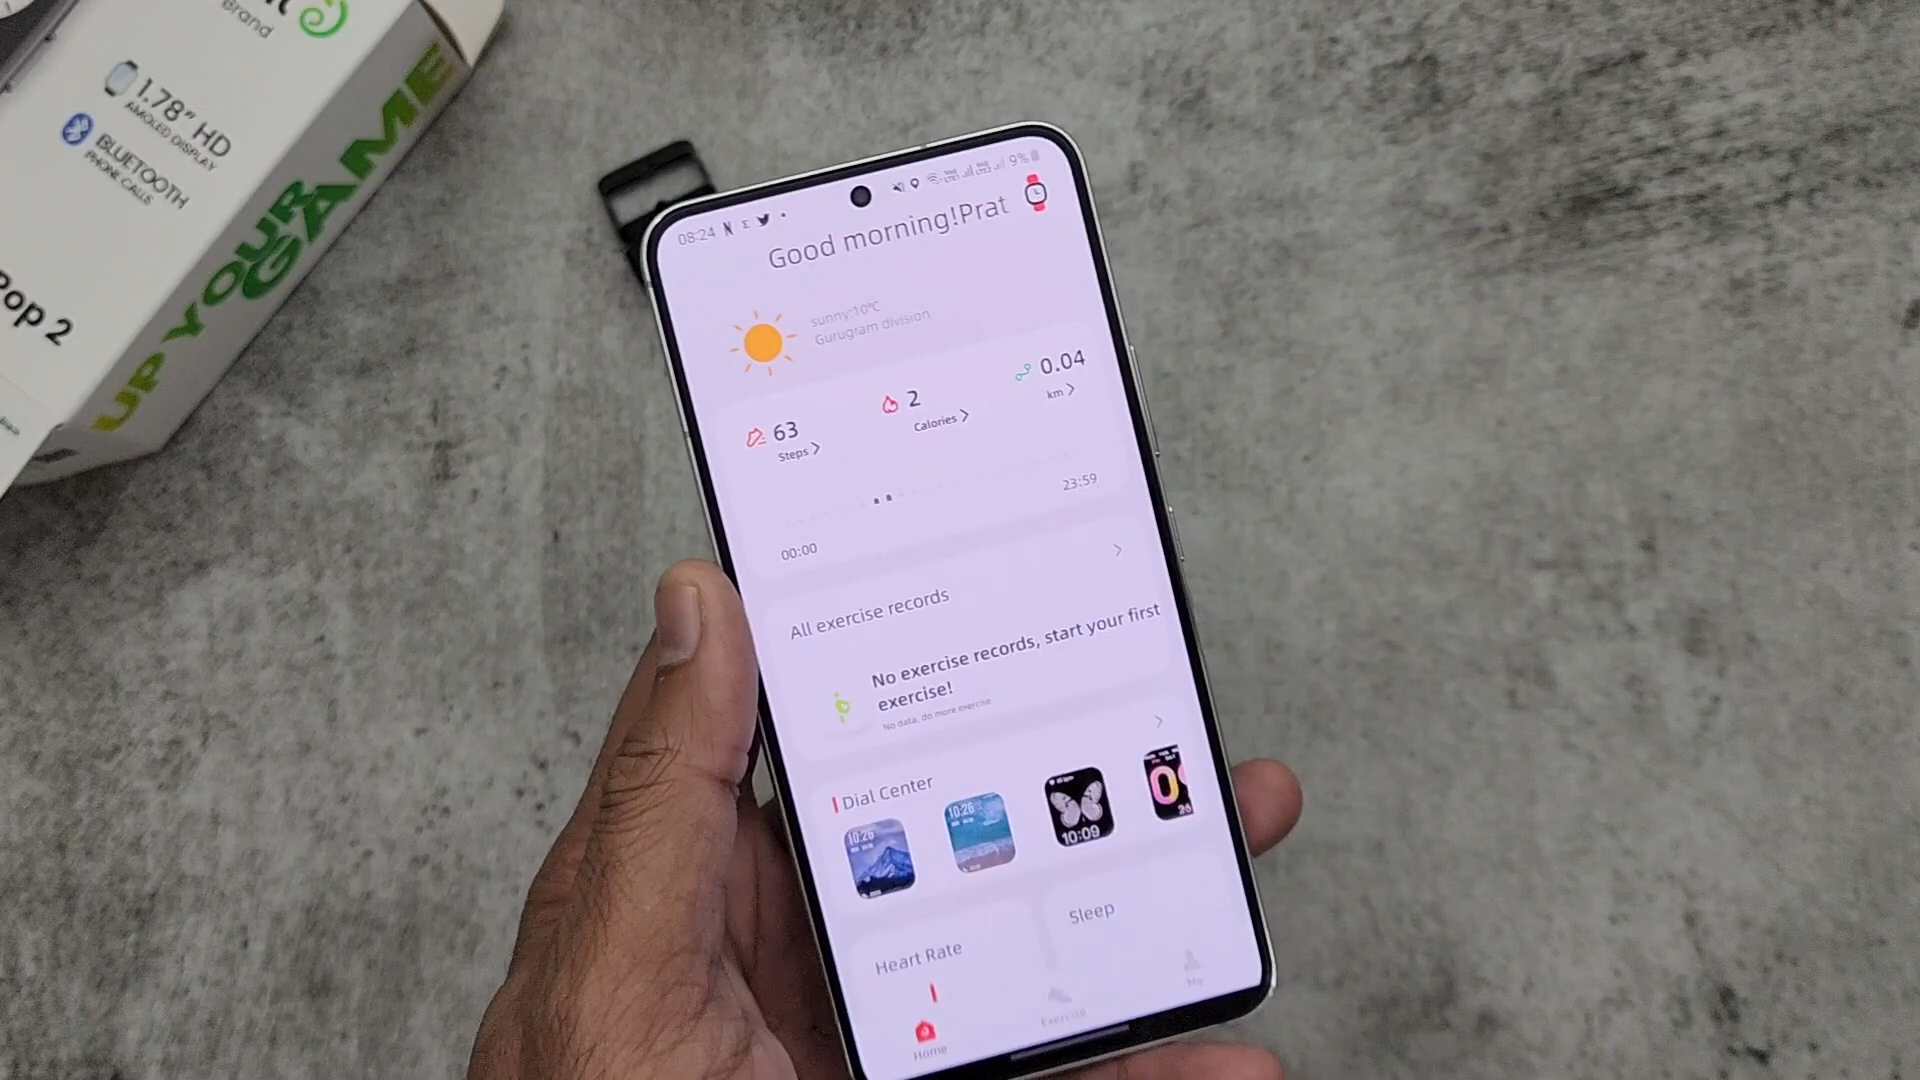 Brand
1.78" HD
AMOLED DISPLAY
BLUETOOTH
PHONE CALLS
UP YOUR
GAME
Pop 2
08:24
9%
Good morning!Prat
sunny:10°C
Gurugram division
63
Steps
2
Calories
0.04
km
00:00
23:59
All exercise records
No exercise records, start your first
exercise!
No data, do more exercise
Dial Center
10:26
10:26
10:09
Heart Rate
Sleep
Home
Exercise
Me